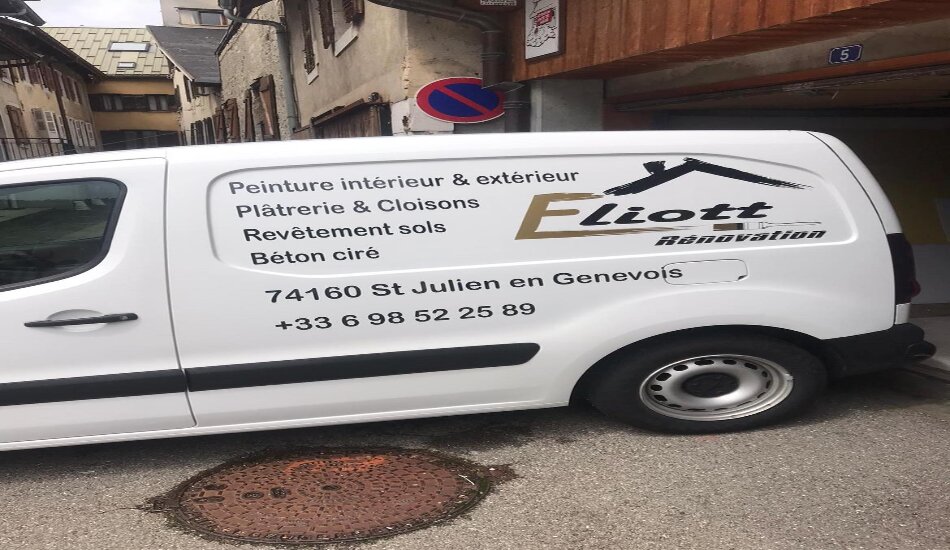 5
Peinture intérieur & extérieur
Plâtrerie & Cloisons
Revêtement sols
Béton ciré
Eliott
Rénovation
74160 St Julien en Genevois
+33 6 98 52 25 89